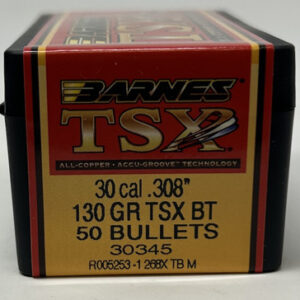 BARNES
TSX
ALL-COPPER • ACCU-GROOVE™ TECHNOLOGY
30 cal .308"
130 GR TSX BT
50 BULLETS
30345
R005253 -1 268X TB M